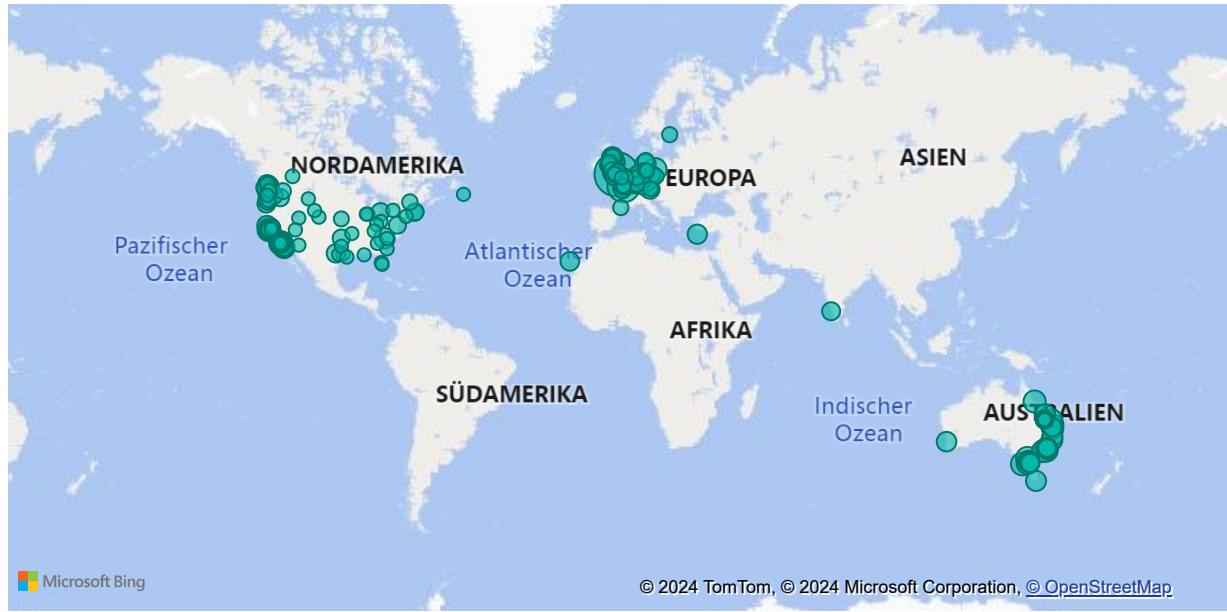 NORDAMERIKA
ASIEN
EUROPA
Pazifischer
Ozean
Atlantischer
Ozean
AFRIKA
SÜDAMERIKA
Indischer
Ozean
AUSTRALIEN
Microsoft Bing
© 2024 TomTom, © 2024 Microsoft Corporation, © OpenStreetMap